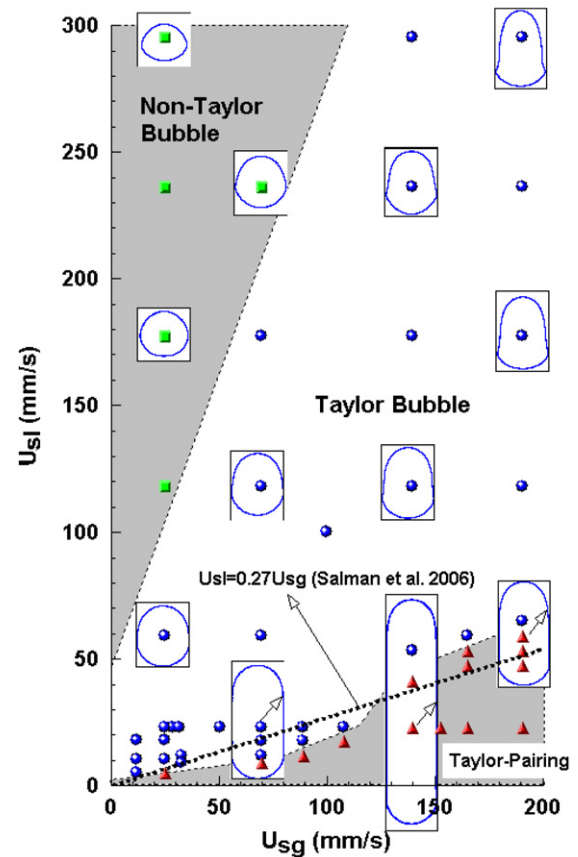 300
Non-Taylor
Bubble
250
200
Usl (mm/s)
150
Taylor Bubble
100
Usl=0.27Usg (Salman et al. 2006)
50
Taylor-Pairing
0
0 50 100 150 200
Usg (mm/s)